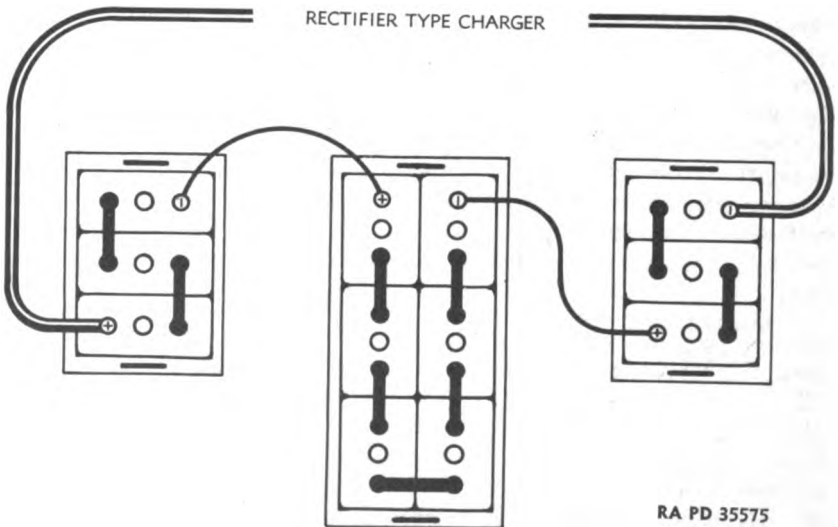 RECTIFIER TYPE CHARGER
− +
+ −
+ −
RA PD 35575